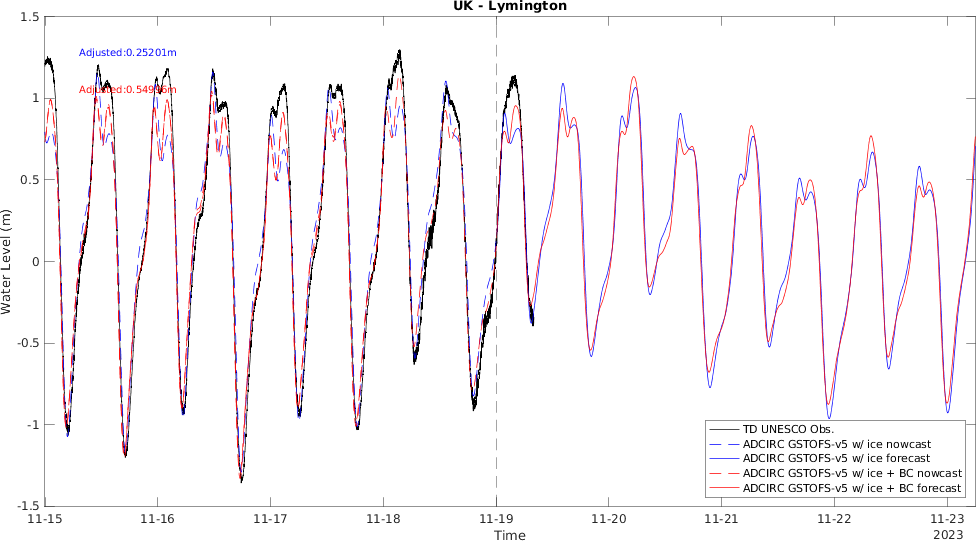 UK - Lymington
1.5
1
0.5
0
-0.5
-1
-1.5
Water Level (m)
Adjusted:0.25201m
TD UNESCO Obs.
ADCIRC GSTOFS-v5 w/ ice nowcast
ADCIRC GSTOFS-v5 w/ ice forecast
ADCIRC GSTOFS-v5 w/ ice + BC nowcast
ADCIRC GSTOFS-v5 w/ ice + BC forecast
11-15 11-16 11-17 11-18 11-19 11-20 11-21 11-22 11-23
Time
2023